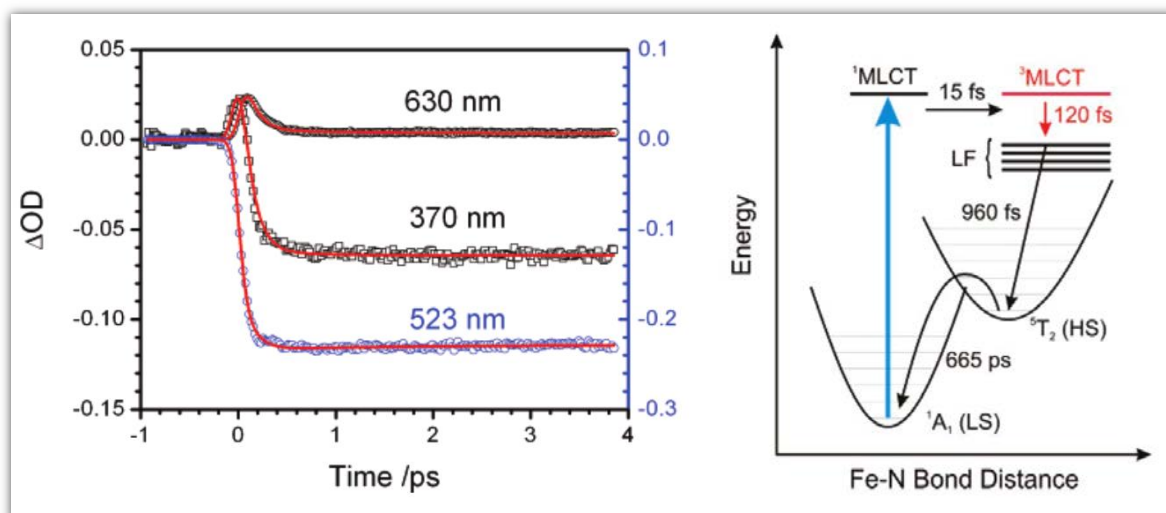 0.05
0.00
-0.05
-0.10
-0.15
ΔOD
630 nm
370 nm
523 nm
0.1
0.0
-0.1
-0.2
-0.3
-1 0 1 2 3 4
Time /ps
Energy
¹MLCT
15 fs
³MLCT
120 fs
LF
960 fs
⁵T₂ (HS)
665 ps
¹A₁ (LS)
Fe-N Bond Distance